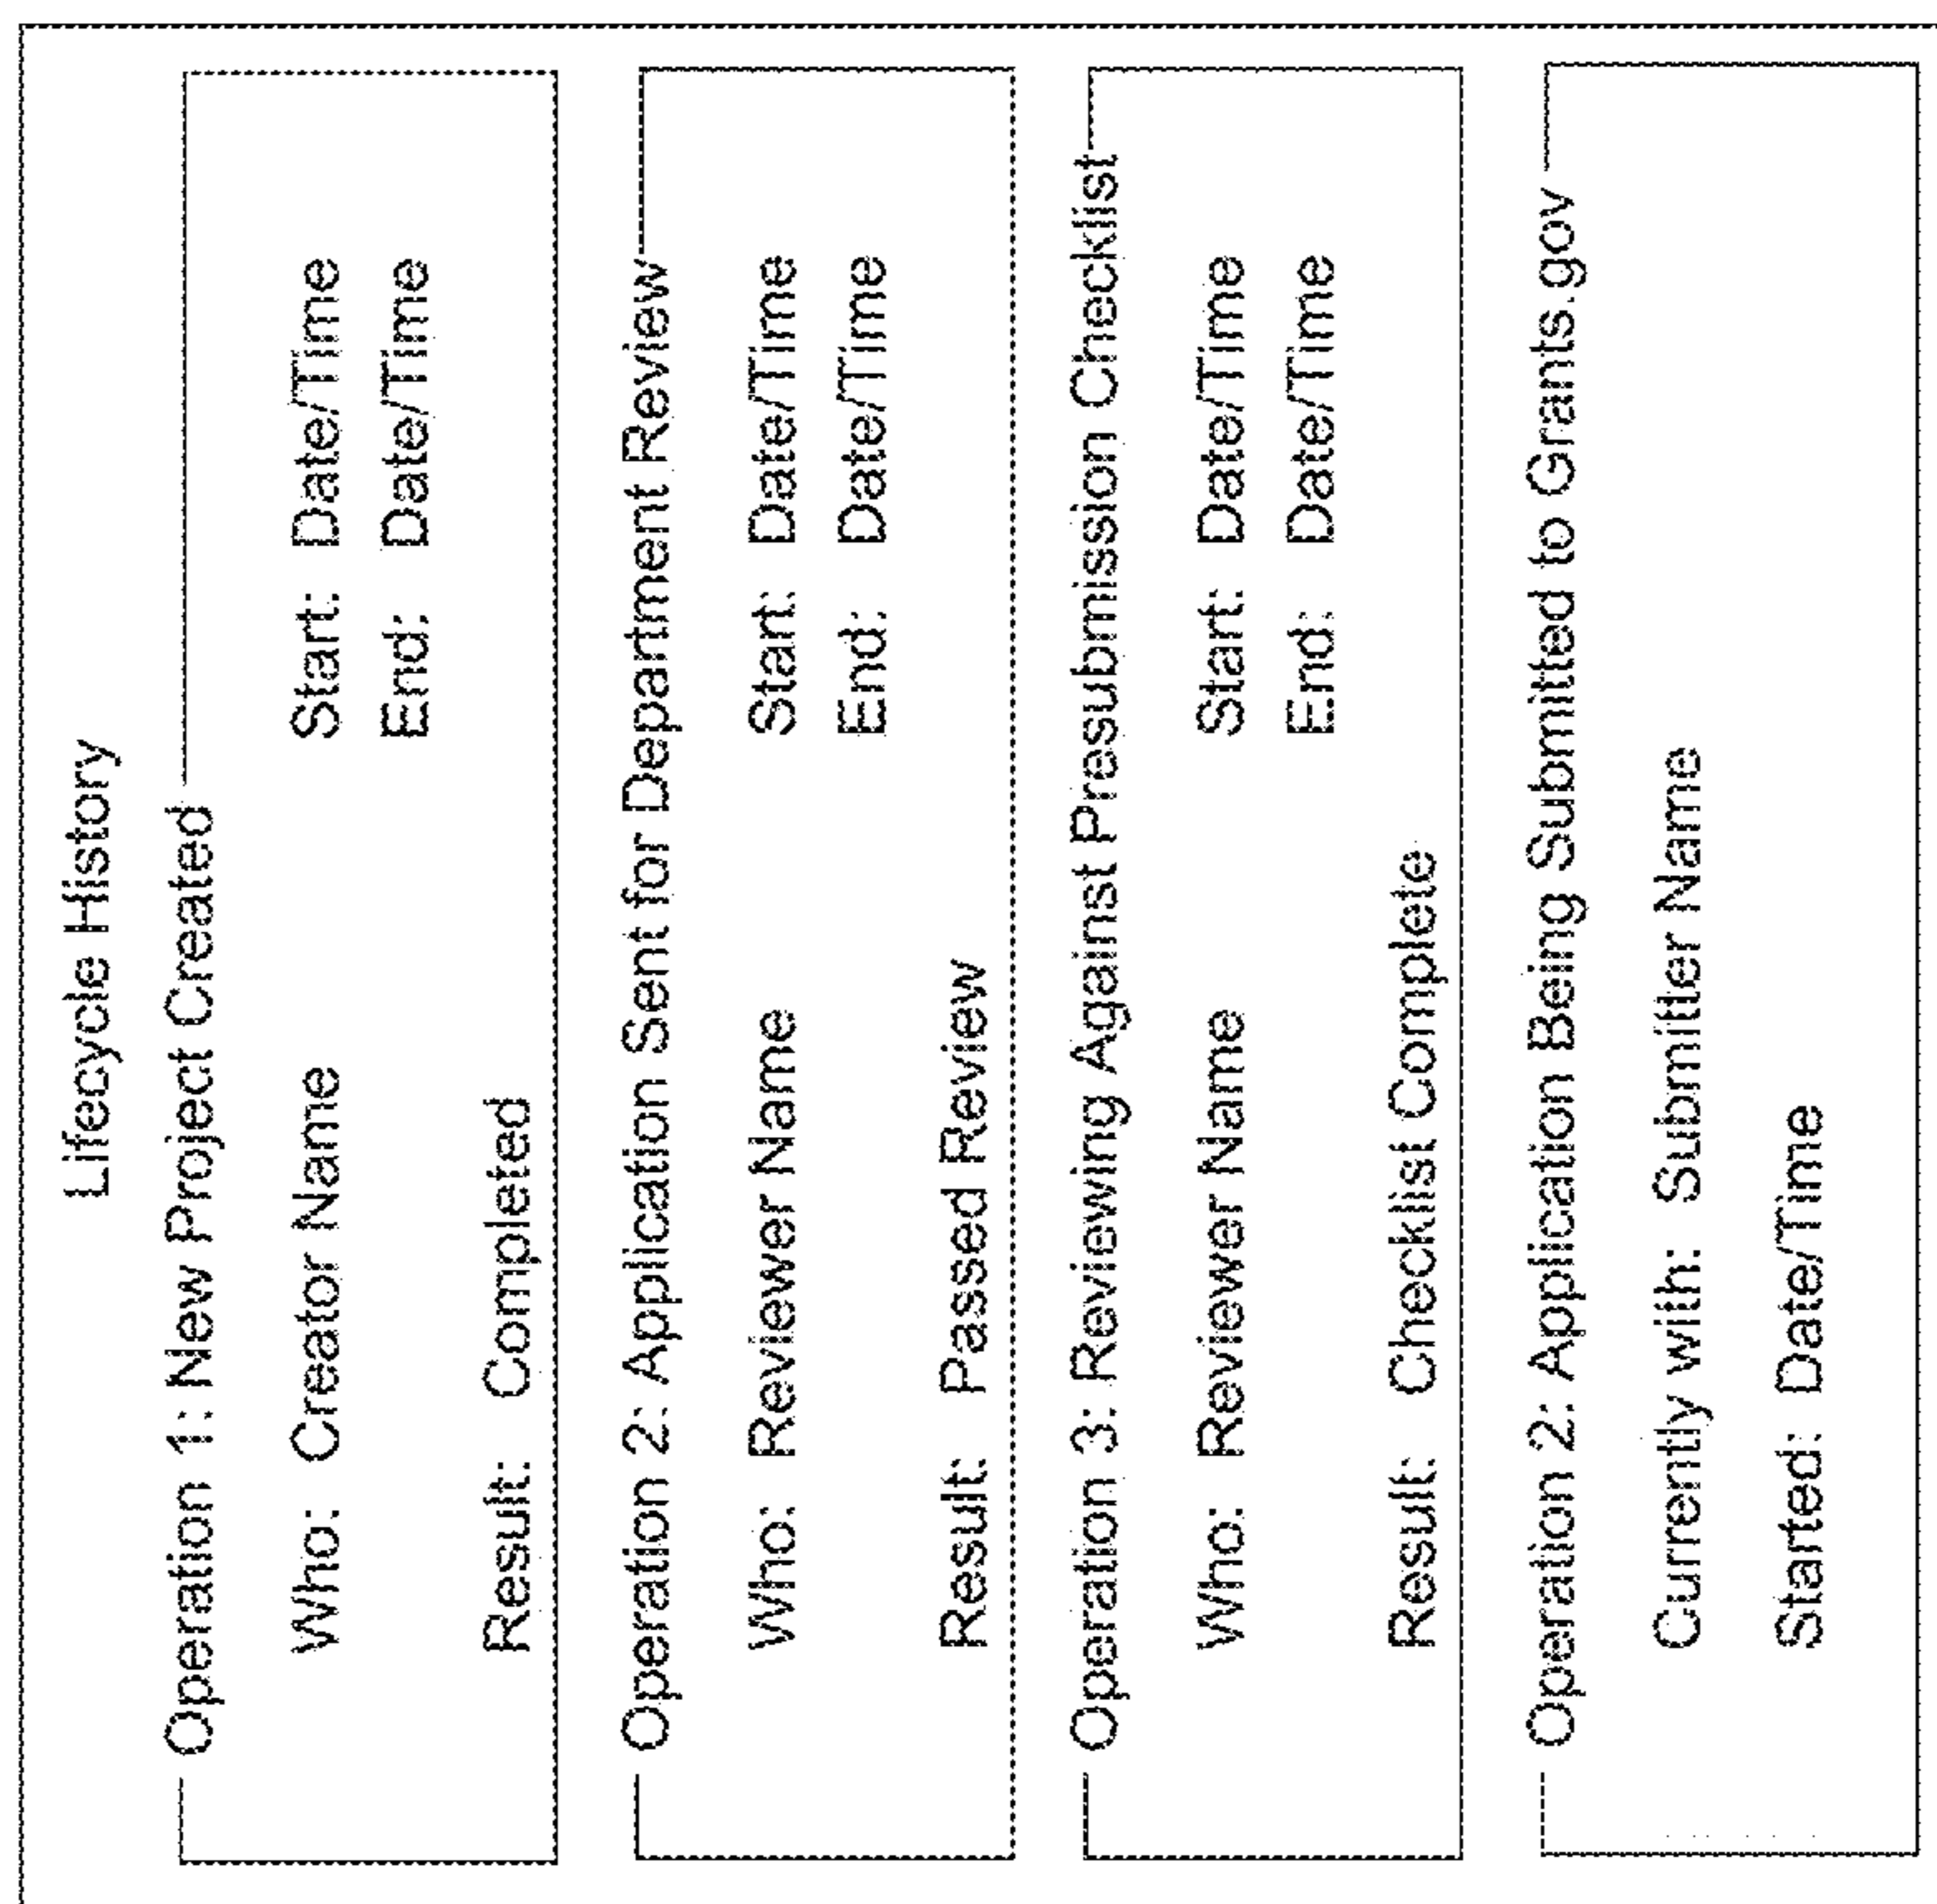 Lifecycle History
Operation 1: New Project Created
Who: Creator Name Start: Date/Time
End: Date/Time
Result: Completed
Operation 2: Application Sent for Department Review
Who: Reviewer Name Start: Date/Time
End: Date/Time
Result: Passed Review
Operation 3: Reviewing Against Presubmission Checklist
Who: Reviewer Name Start: Date/Time
End: Date/Time
Result: Checklist Complete
Operation 2: Application Being Submitted to Grants.gov
Currently with: Submitter Name
Started: Date/Time